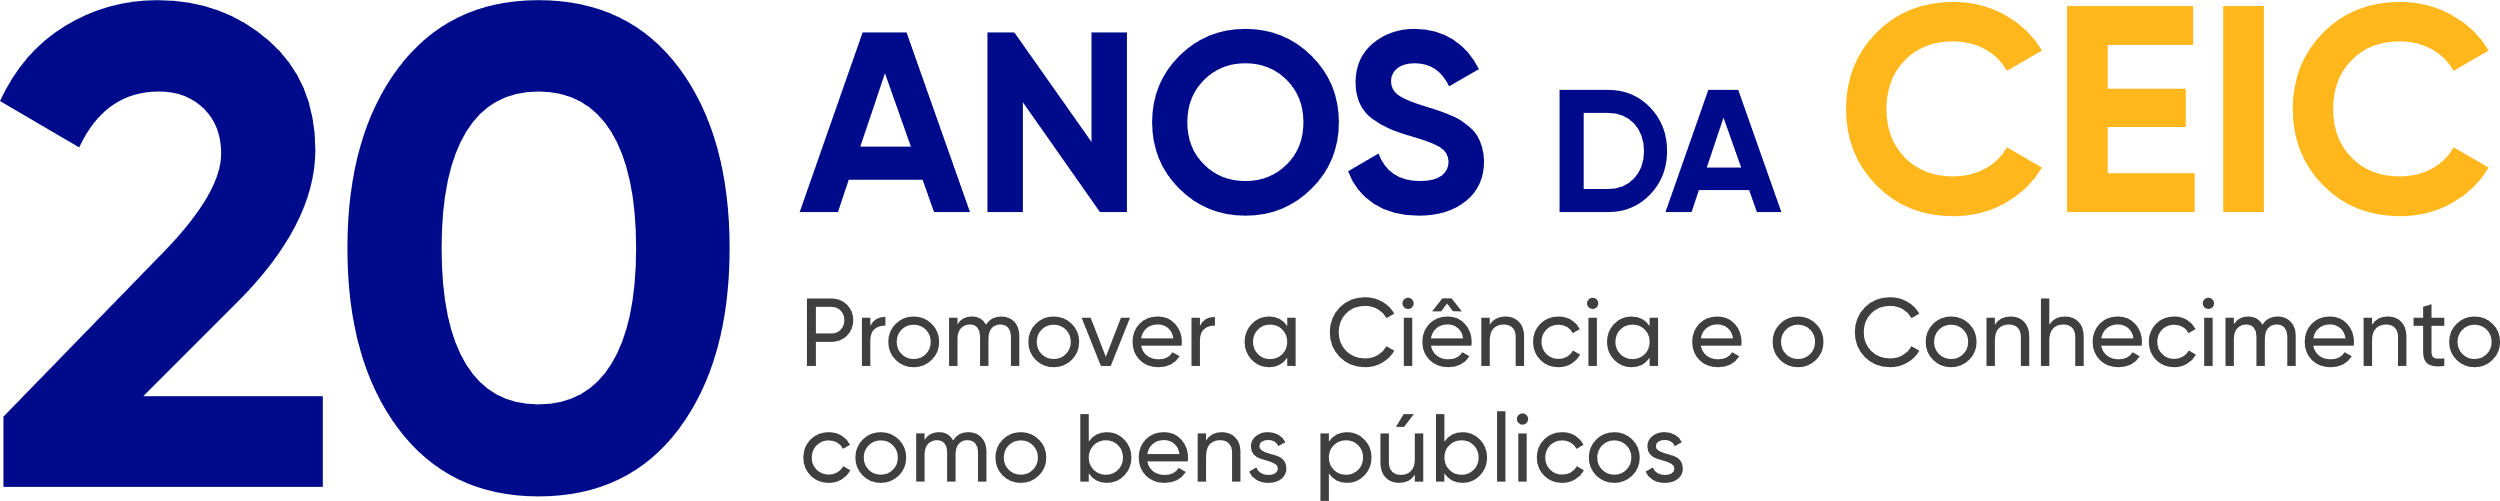 20 ANOS DA CEIC
Promover a Ciência e o Conhecimento
como bens públicos